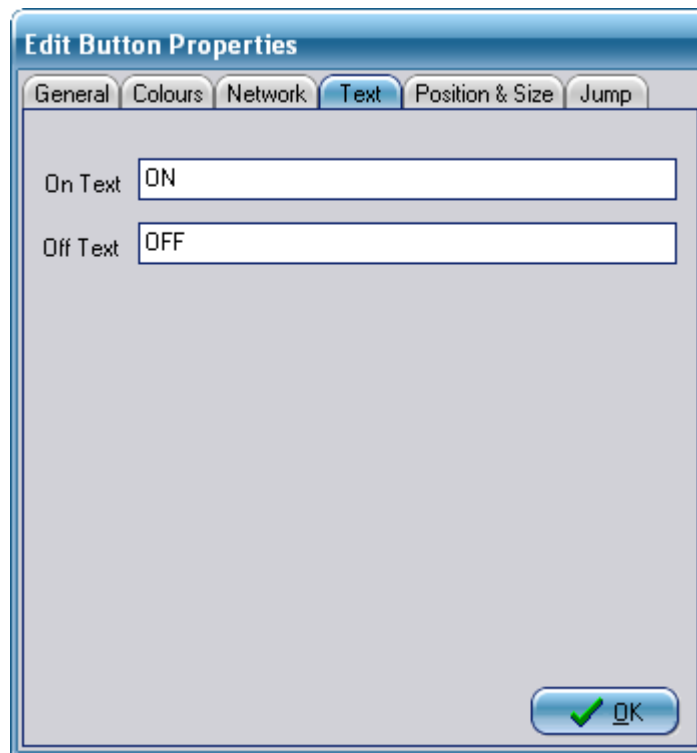 Edit Button Properties
General Colours Network Text Position & Size Jump
On Text ON
Off Text OFF
OK